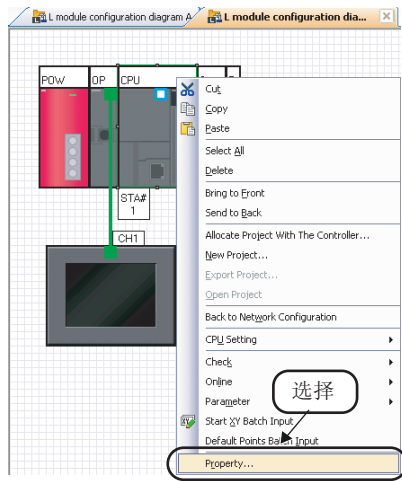 L module configuration diagram A
L module configuration dia...
POW
OP
CPU
STA#
1
CH1
Cut
Copy
Paste
Select All
Delete
Bring to Front
Send to Back
Allocate Project With The Controller...
New Project...
Export Project...
Open Project
Back to Network Configuration
CPU Setting
Check
Online
Parameter
选择
Start XY Batch Input
Default Points Batch Input
Property...